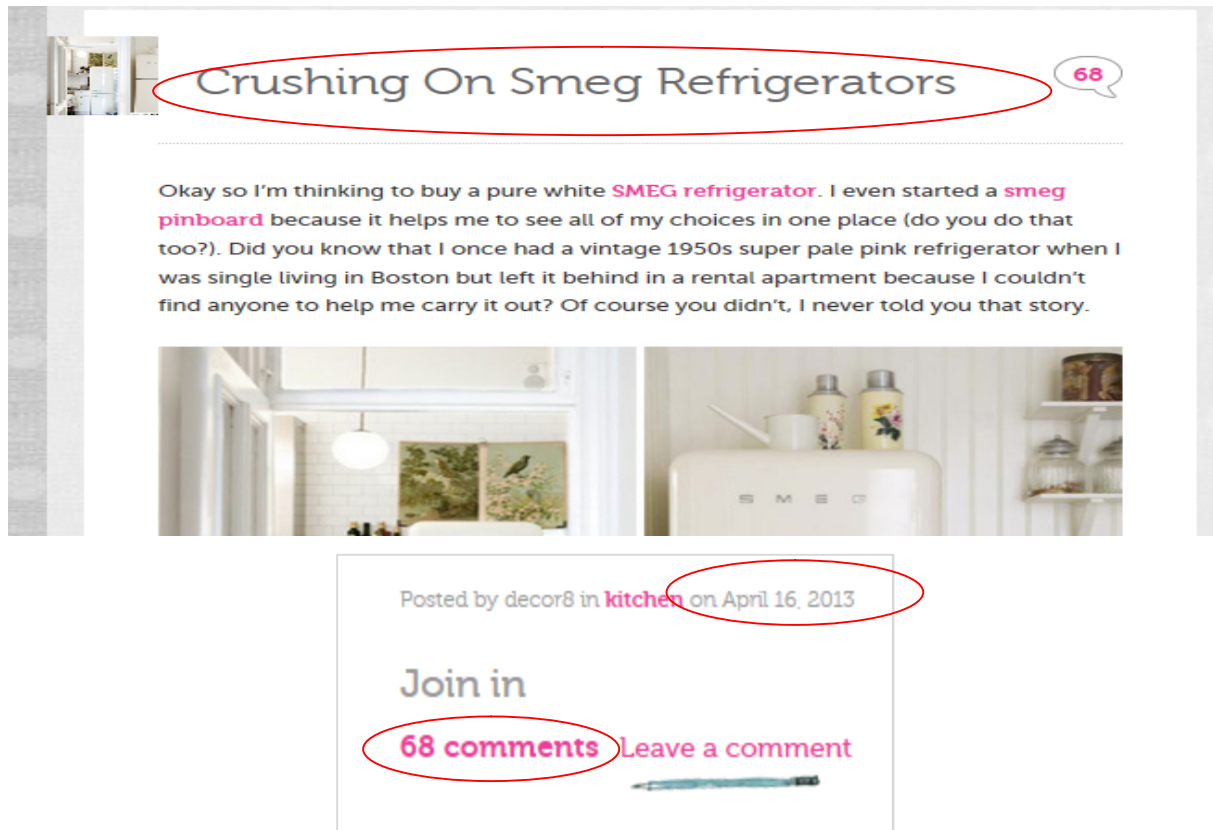 Crushing On Smeg Refrigerators
68
Okay so I'm thinking to buy a pure white SMEG refrigerator. I even started a smeg
pinboard because it helps me to see all of my choices in one place (do you do that
too?). Did you know that I once had a vintage 1950s super pale pink refrigerator when I
was single living in Boston but left it behind in a rental apartment because I couldn't
find anyone to help me carry it out? Of course you didn't, I never told you that story.
SMEG
Posted by decor8 in kitchen on April 16, 2013
Join in
68 comments Leave a comment